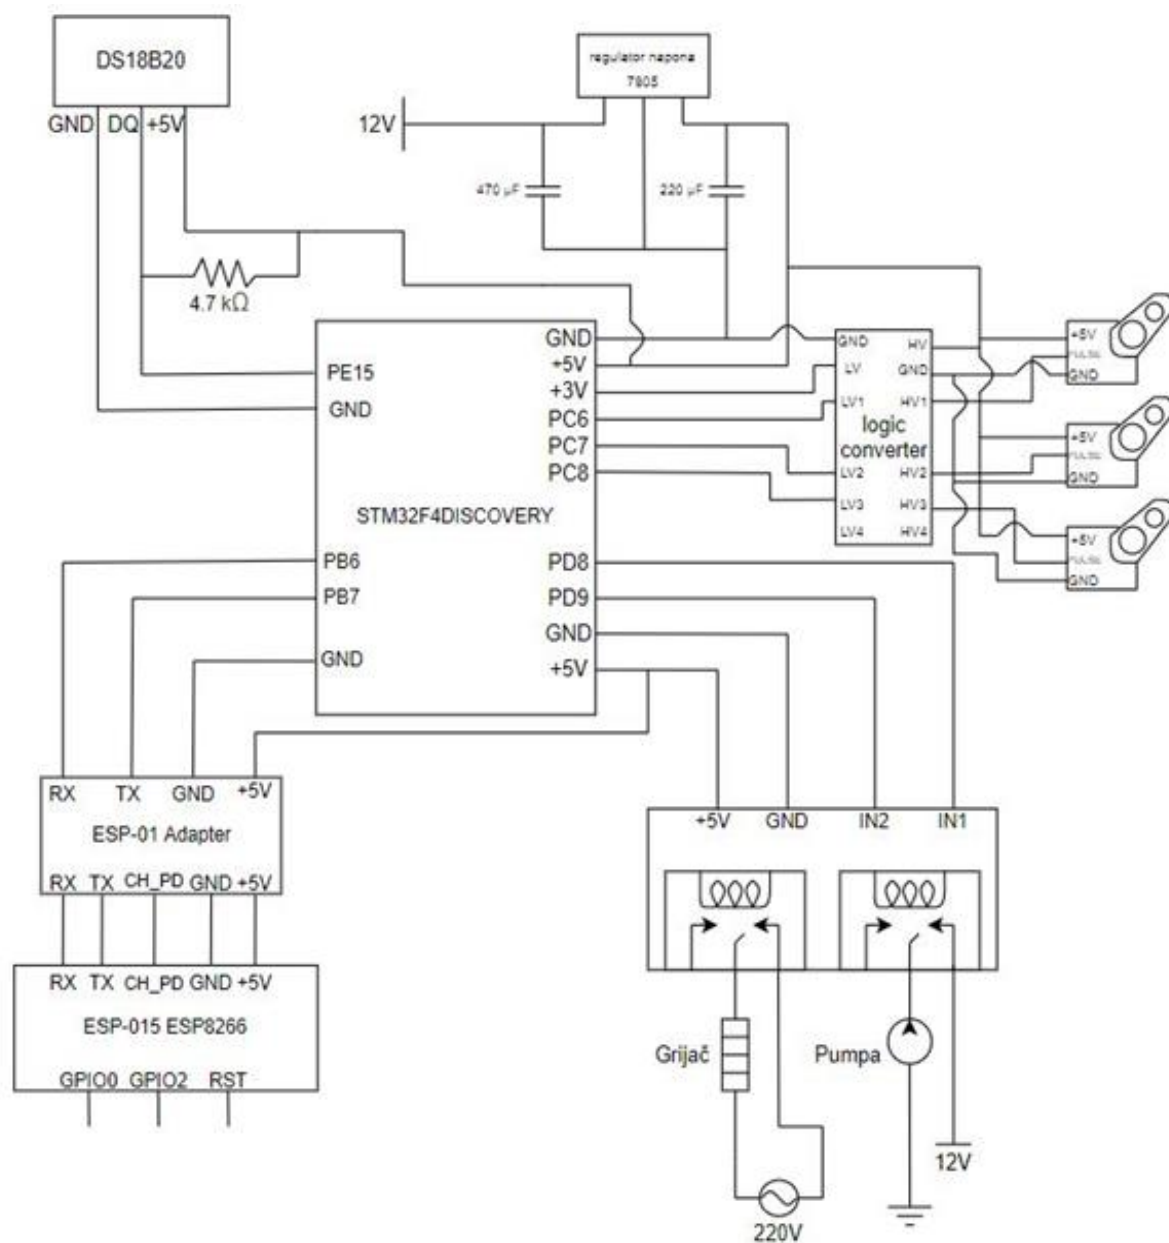 DS18B20
GND DQ +5V
regulator napona
7805
12V
470 µF
220 µF
4.7 kΩ
STM32F4DISCOVERY
PE15
GND
PB6
PB7
GND
GND
+5V
+3V
PC6
PC7
PC8
PD8
PD9
GND
+5V
logic
converter
GND
LV
LV1
LV2
LV3
LV4
HV
GND
HV1
HV2
HV3
HV4
+5V
PULSE
GND
+5V
PULSE
GND
+5V
PULSE
GND
RX TX GND +5V
ESP-01 Adapter
RX TX CH_PD GND +5V
RX TX CH_PD GND +5V
ESP-015 ESP8266
GPIO0 GPIO2 RST
+5V GND IN2 IN1
Grijač
Pumpa
12V
220V